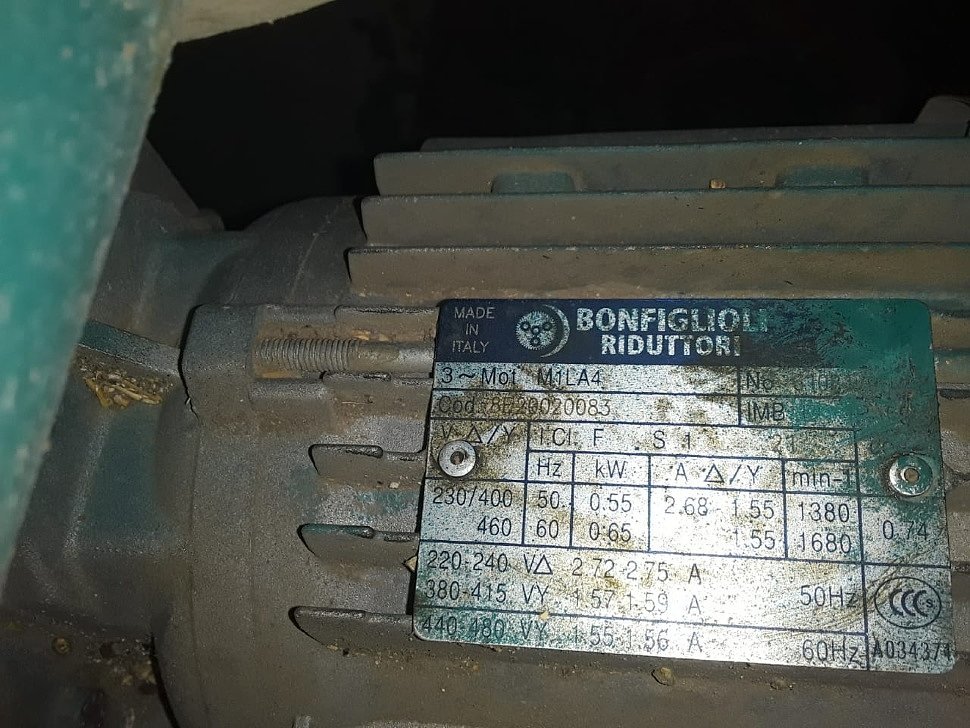 MADE
IN
ITALY
BONFIGLIOLI
RIDUTTORI
3~ Mot. M1LA4 No
Cod. 8P20020083 IMB
V △/Y I.Cl. F S 1
Hz kW A △/Y min-1
230/400 50 0.55 2.68 1.55 1380 0.74
460 60 0.65 1.55 1680
220-240 V△ 2.72-2.75 A
380-415 VY 1.57-1.59 A 50Hz
440-480 VY 1.55-1.56 A 60Hz
CCC S
A034374